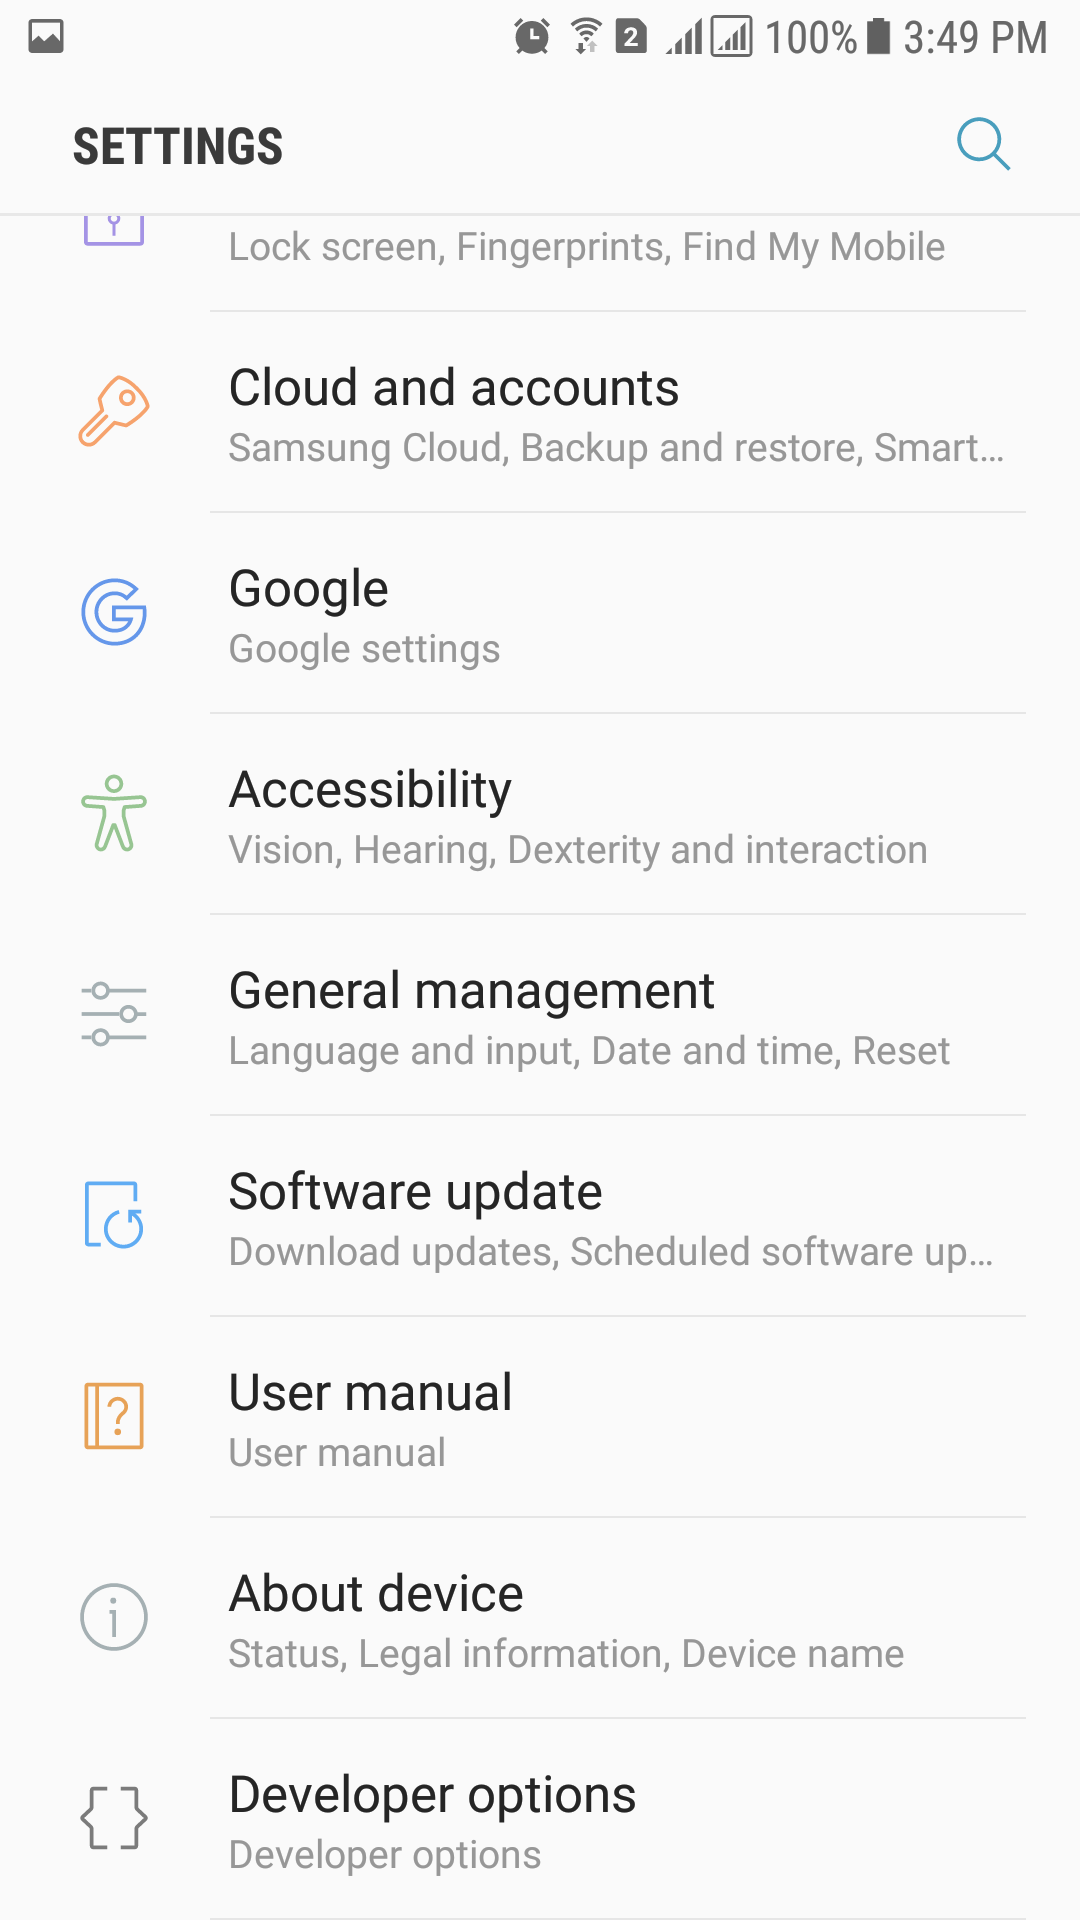 2 100% 3:49 PM
SETTINGS
Lock screen, Fingerprints, Find My Mobile
Cloud and accounts
Samsung Cloud, Backup and restore, Smart...
Google
Google settings
Accessibility
Vision, Hearing, Dexterity and interaction
General management
Language and input, Date and time, Reset
Software update
Download updates, Scheduled software up...
User manual
User manual
About device
Status, Legal information, Device name
Developer options
Developer options